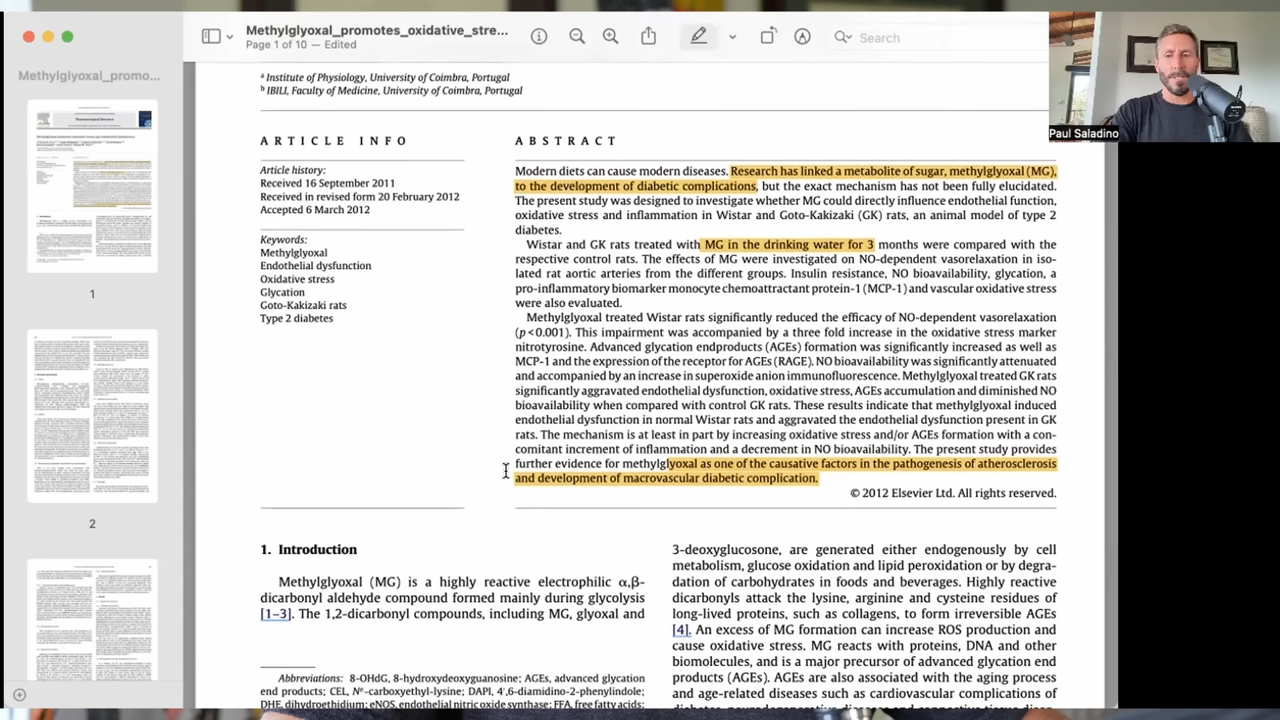 Methylglyoxal_promotes_oxidative_stre...
Page 1 of 10 — Edited
Search
Methylglyoxal_promo...
Paul Saladino
ᵃ Institute of Physiology, University of Coimbra, Portugal
ᵇ IBILI, Faculty of Medicine, University of Coimbra, Portugal
ARTICLE INFO
Article history:
Received 16 September 2011
Received in revised form 20 February 2012
Accepted 6 March 2012
Keywords:
Methylglyoxal
Endothelial dysfunction
Oxidative stress
Glycation
Goto-Kakizaki rats
Type 2 diabetes
ABSTRACT
Modern diets can cause modern diseases. Research has linked a metabolite of sugar, methylglyoxal (MG),
to the development of diabetic complications, but the exact mechanism has not been fully elucidated.
The present study was designed to investigate whether MG could directly influence endothelial function,
oxidative stress and inflammation in Wistar and Goto-Kakizaki (GK) rats, an animal model of type 2
diabetes.
Wistar and GK rats treated with MG in the drinking water for 3 months were compared with the
respective control rats. The effects of MG were investigated on NO-dependent vasorelaxation in iso-
lated rat aortic arteries from the different groups. Insulin resistance, NO bioavailability, glycation, a
pro-inflammatory biomarker monocyte chemoattractant protein-1 (MCP-1) and vascular oxidative stress
were also evaluated.
Methylglyoxal treated Wistar rats significantly reduced the efficacy of NO-dependent vasorelaxation
(p < 0.001). This impairment was accompanied by a three fold increase in the oxidative stress marker
nitrotyrosine. Advanced glycation endproducts (AGEs) formation was significantly increased as well as
MCP-1 and the expression of the receptor for AGEs (RAGE). NO bioavailability was significantly attenuated
and accompanied by an increase in superoxide anion immunofluorescence. Methylglyoxal treated GK rats
significantly aggravated endothelial dysfunction, oxidative stress, AGEs accumulation and diminished NO
bioavailability when compared with control GK rats. These results indicate that methylglyoxal induced
endothelial dysfunction in normal Wistar rats and aggravated the endothelial dysfunction present in GK
rats. The mechanism is at least in part by increasing oxidative stress and/or AGEs formation with a con-
comitant increment of inflammation and a decrement in NO bioavailability. The present study provides
further evidence for methylglyoxal as one of the causative factors in the pathogenesis of atherosclerosis
and development of macrovascular diabetic complication.
© 2012 Elsevier Ltd. All rights reserved.
1
2
1. Introduction
Methylglyoxal (MG) is a highly reactive electrophilic α,β-
dicarbonyl aldehyde compound formed mainly during glycolysis
[1–3]. The 1,2-dicarbonyl compounds, including MG, glyoxal and
Abbreviations: 8-OHdG, 8-hydroxydeoxyguanosine; AGEs, advanced glycation
end products; CEL, Nᵋ-carboxyethyl-lysine; DAPI, 4′,6-diamidino-2-phenylindole;
DHE, dihydroethidium; eNOS, endothelial nitric oxide synthase; FFA, free fatty acids;
3-deoxyglucosone, are generated either endogenously by cell
metabolism, glucose oxidation and lipid peroxidation or by degra-
dation of carbohydrates in foods and beverages. Highly reactive
dicarbonyls attack the lysine, arginine and cysteine residues of
long-lived proteins, such as collagens, to form irreversible AGEs
[4]. An excess of MG formation can increase ROS production and
cause oxidative stress. MG reacts with proteins, DNA and other
biomolecules, and is a major precursor of advanced glycation end
products (AGEs). AGEs are also associated with the aging process
and age-related diseases such as cardiovascular complications of